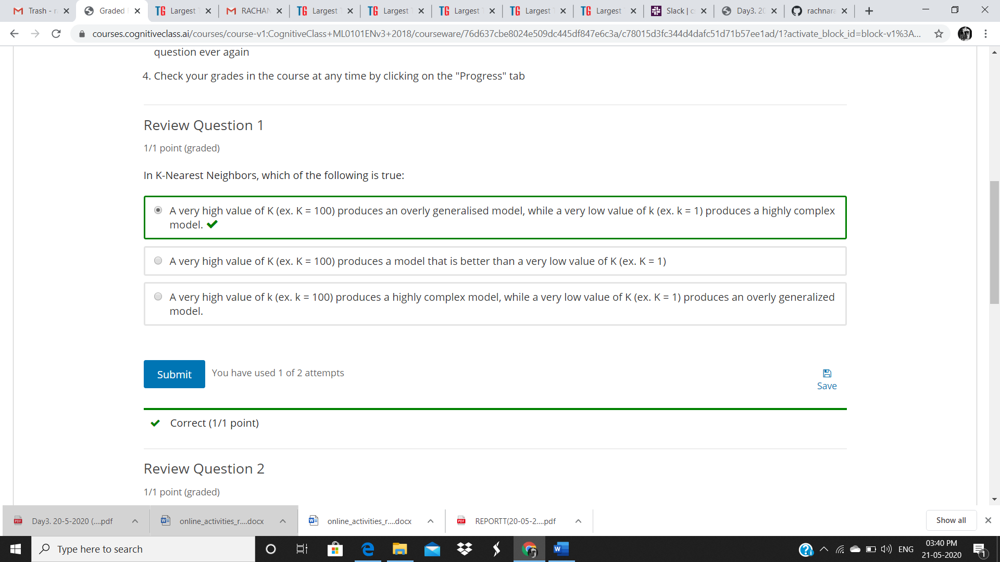 Trash - r
Graded
Largest
RACHAN
Largest
Largest
Largest
Largest
Largest
Slack | c
Day3. 20
rachnara
courses.cognitiveclass.ai/courses/course-v1:CognitiveClass+ML0101ENv3+2018/courseware/76d637cbe8024e509dc445df847e6c3a/c78015d3fc344d4dafc51d71b57ee1ad/1?activate_block_id=block-v1%3A...
question ever again
4. Check your grades in the course at any time by clicking on the "Progress" tab
Review Question 1
1/1 point (graded)
In K-Nearest Neighbors, which of the following is true:
A very high value of K (ex. K = 100) produces an overly generalised model, while a very low value of k (ex. k = 1) produces a highly complex
model.
A very high value of K (ex. K = 100) produces a model that is better than a very low value of K (ex. K = 1)
A very high value of k (ex. k = 100) produces a highly complex model, while a very low value of K (ex. K = 1) produces an overly generalized
model.
Submit
You have used 1 of 2 attempts
Save
Correct (1/1 point)
Review Question 2
1/1 point (graded)
Day3. 20-5-2020 (....pdf
online_activities_r....docx
online_activities_r....docx
REPORTT(20-05-2....pdf
Show all
Type here to search
ENG
03:40 PM
21-05-2020
1